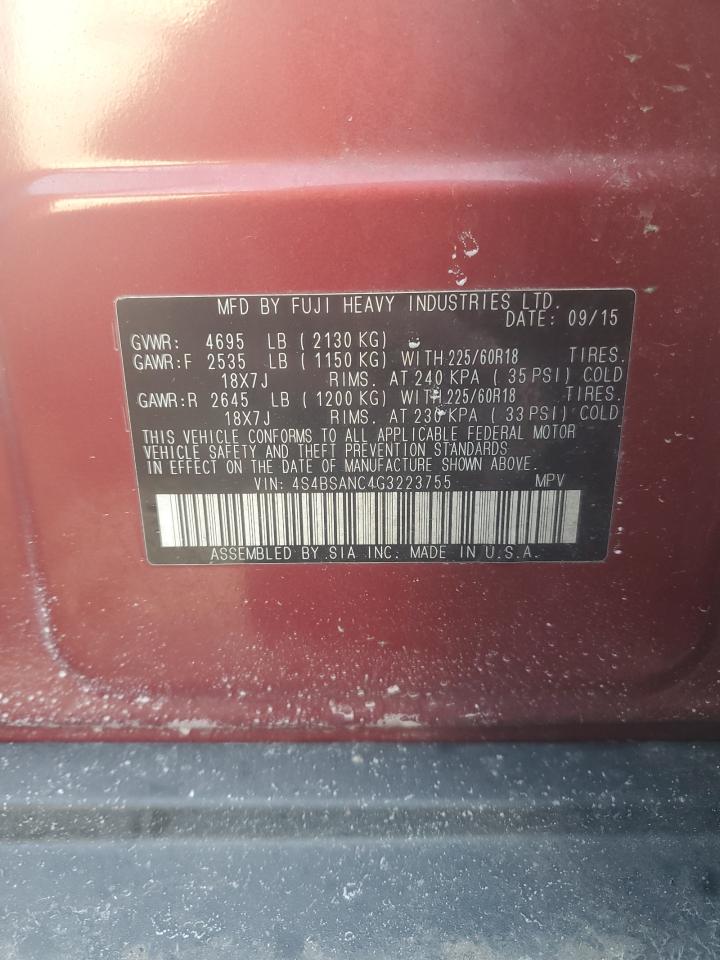 MFD BY FUJI HEAVY INDUSTRIES LTD.
DATE: 09/15
GVWR: 4695 LB ( 2130 KG)
GAWR:F 2535 LB ( 1150 KG) WITH 225/60R18 TIRES.
18X7J RIMS. AT 240 KPA ( 35 PSI) COLD
GAWR:R 2645 LB ( 1200 KG) WITH 225/60R18 TIRES.
18X7J RIMS. AT 230 KPA ( 33 PSI) COLD
THIS VEHICLE CONFORMS TO ALL APPLICABLE FEDERAL MOTOR
VEHICLE SAFETY AND THEFT PREVENTION STANDARDS
IN EFFECT ON THE DATE OF MANUFACTURE SHOWN ABOVE.
VIN: 4S4BSANC4G3223755 MPV
ASSEMBLED BY SIA INC. MADE IN U.S.A.